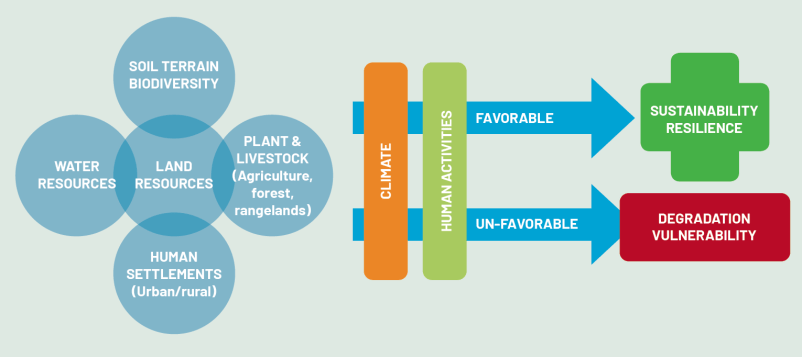 SOIL TERRAIN
BIODIVERSITY
WATER
RESOURCES
LAND
RESOURCES
PLANT &
LIVESTOCK
(Agriculture,
forest,
rangelands)
HUMAN
SETTLEMENTS
(Urban/rural)
CLIMATE
HUMAN ACTIVITIES
FAVORABLE
UN-FAVORABLE
SUSTAINABILITY
RESILIENCE
DEGRADATION
VULNERABILITY